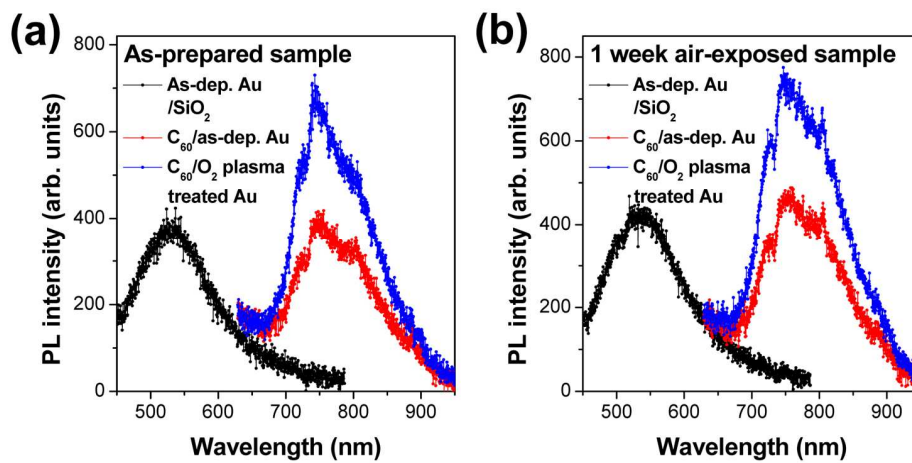 (a)
As-prepared sample
As-dep. Au
/SiO₂
C₆₀/as-dep. Au
C₆₀/O₂ plasma
treated Au
PL intensity (arb. units)
800
600
400
200
0
500 600 700 800 900
Wavelength (nm)
(b)
1 week air-exposed sample
As-dep. Au
/SiO₂
C₆₀/as-dep. Au
C₆₀/O₂ plasma
treated Au
PL intensity (arb. units)
800
600
400
200
0
500 600 700 800 900
Wavelength (nm)